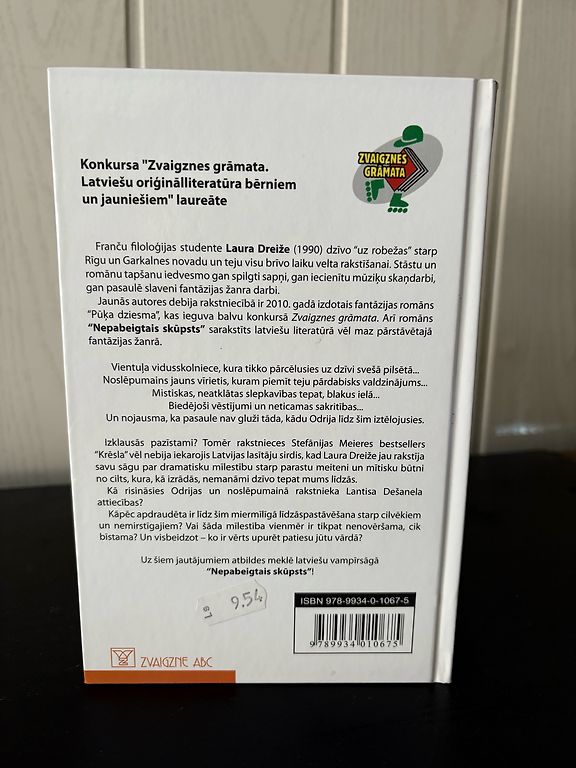 ZVAIGZNES
GRĀMATA
Konkursa "Zvaigznes grāmata.
Latviešu oriģinālliteratūra bērniem
un jauniešiem" laureāte
Franču filoloģijas studente Laura Dreiže (1990) dzīvo "uz robežas" starp
Rīgu un Garkalnes novadu un teju visu brīvo laiku velta rakstīšanai. Stāstu un
romānu tapšanu iedvesmo gan spilgti sapņi, gan iecienītu mūziķu skaņdarbi,
gan pasaulē slaveni fantāzijas žanra darbi.
Jaunās autores debija rakstniecībā ir 2010. gadā izdotais fantāzijas romāns
"Pūķa dziesma", kas ieguva balvu konkursā Zvaigznes grāmata. Arī romāns
"Nepabeigtais skūpsts" sarakstīts latviešu literatūrā vēl maz pārstāvētajā
fantāzijas žanrā.
Vientuļa vidusskolniece, kura tikko pārcēlusies uz dzīvi svešā pilsētā...
Noslēpumains jauns vīrietis, kuram piemīt teju pārdabisks valdzinājums...
Mistiskas, neatklātas slepkavības tepat, blakus ielā...
Biedējoši vēstījumi un neticamas sakritības...
Un nojausma, ka pasaule nav gluži tāda, kādu Odrija līdz šim iztēlojusies.
Izklausās pazīstami? Tomēr rakstnieces Stefānijas Meieres bestsellers
"Krēsla" vēl nebija iekarojis Latvijas lasītāju sirdis, kad Laura Dreiže jau rakstīja
savu sāgu par dramatisku mīlestību starp parastu meiteni un mītisku būtni
no cilts, kura, kā izrādās, nemanāmi dzīvo tepat mums līdzās.
Kā risināsies Odrijas un noslēpumainā rakstnieka Lantisa Dešanela
attiecības?
Kāpēc apdraudēta ir līdz šim miermīlīgā līdzāspastāvēšana starp cilvēkiem
un nemirstīgajiem? Vai šāda mīlestība vienmēr ir tikpat nenovēršama, cik
bīstama? Un visbeidzot – ko ir vērts upurēt patiesu jūtu vārdā?
Uz šiem jautājumiem atbildes meklē latviešu vampīrsāgā
"Nepabeigtais skūpsts"!
Ls 9.54
ISBN 978-9934-0-1067-5
9 789934 010675
ZVAIGZNE ABC